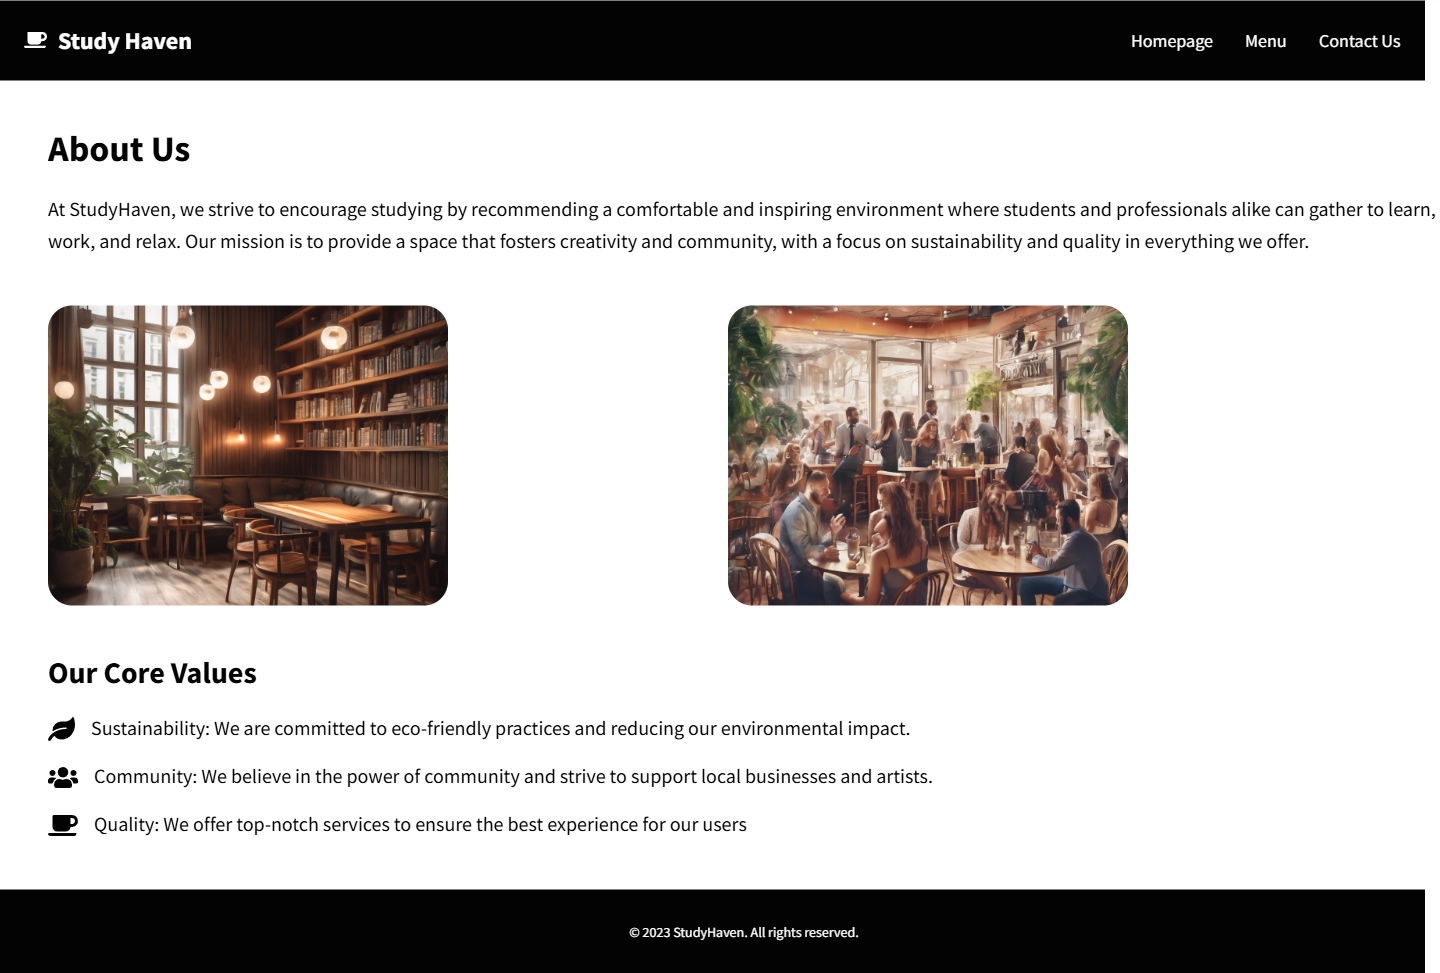 Study Haven
Homepage
Menu
Contact Us
About Us
At StudyHaven, we strive to encourage studying by recommending a comfortable and inspiring environment where students and professionals alike can gather to learn,
work, and relax. Our mission is to provide a space that fosters creativity and community, with a focus on sustainability and quality in everything we offer.
Our Core Values
Sustainability: We are committed to eco-friendly practices and reducing our environmental impact.
Community: We believe in the power of community and strive to support local businesses and artists.
Quality: We offer top-notch services to ensure the best experience for our users
© 2023 StudyHaven. All rights reserved.